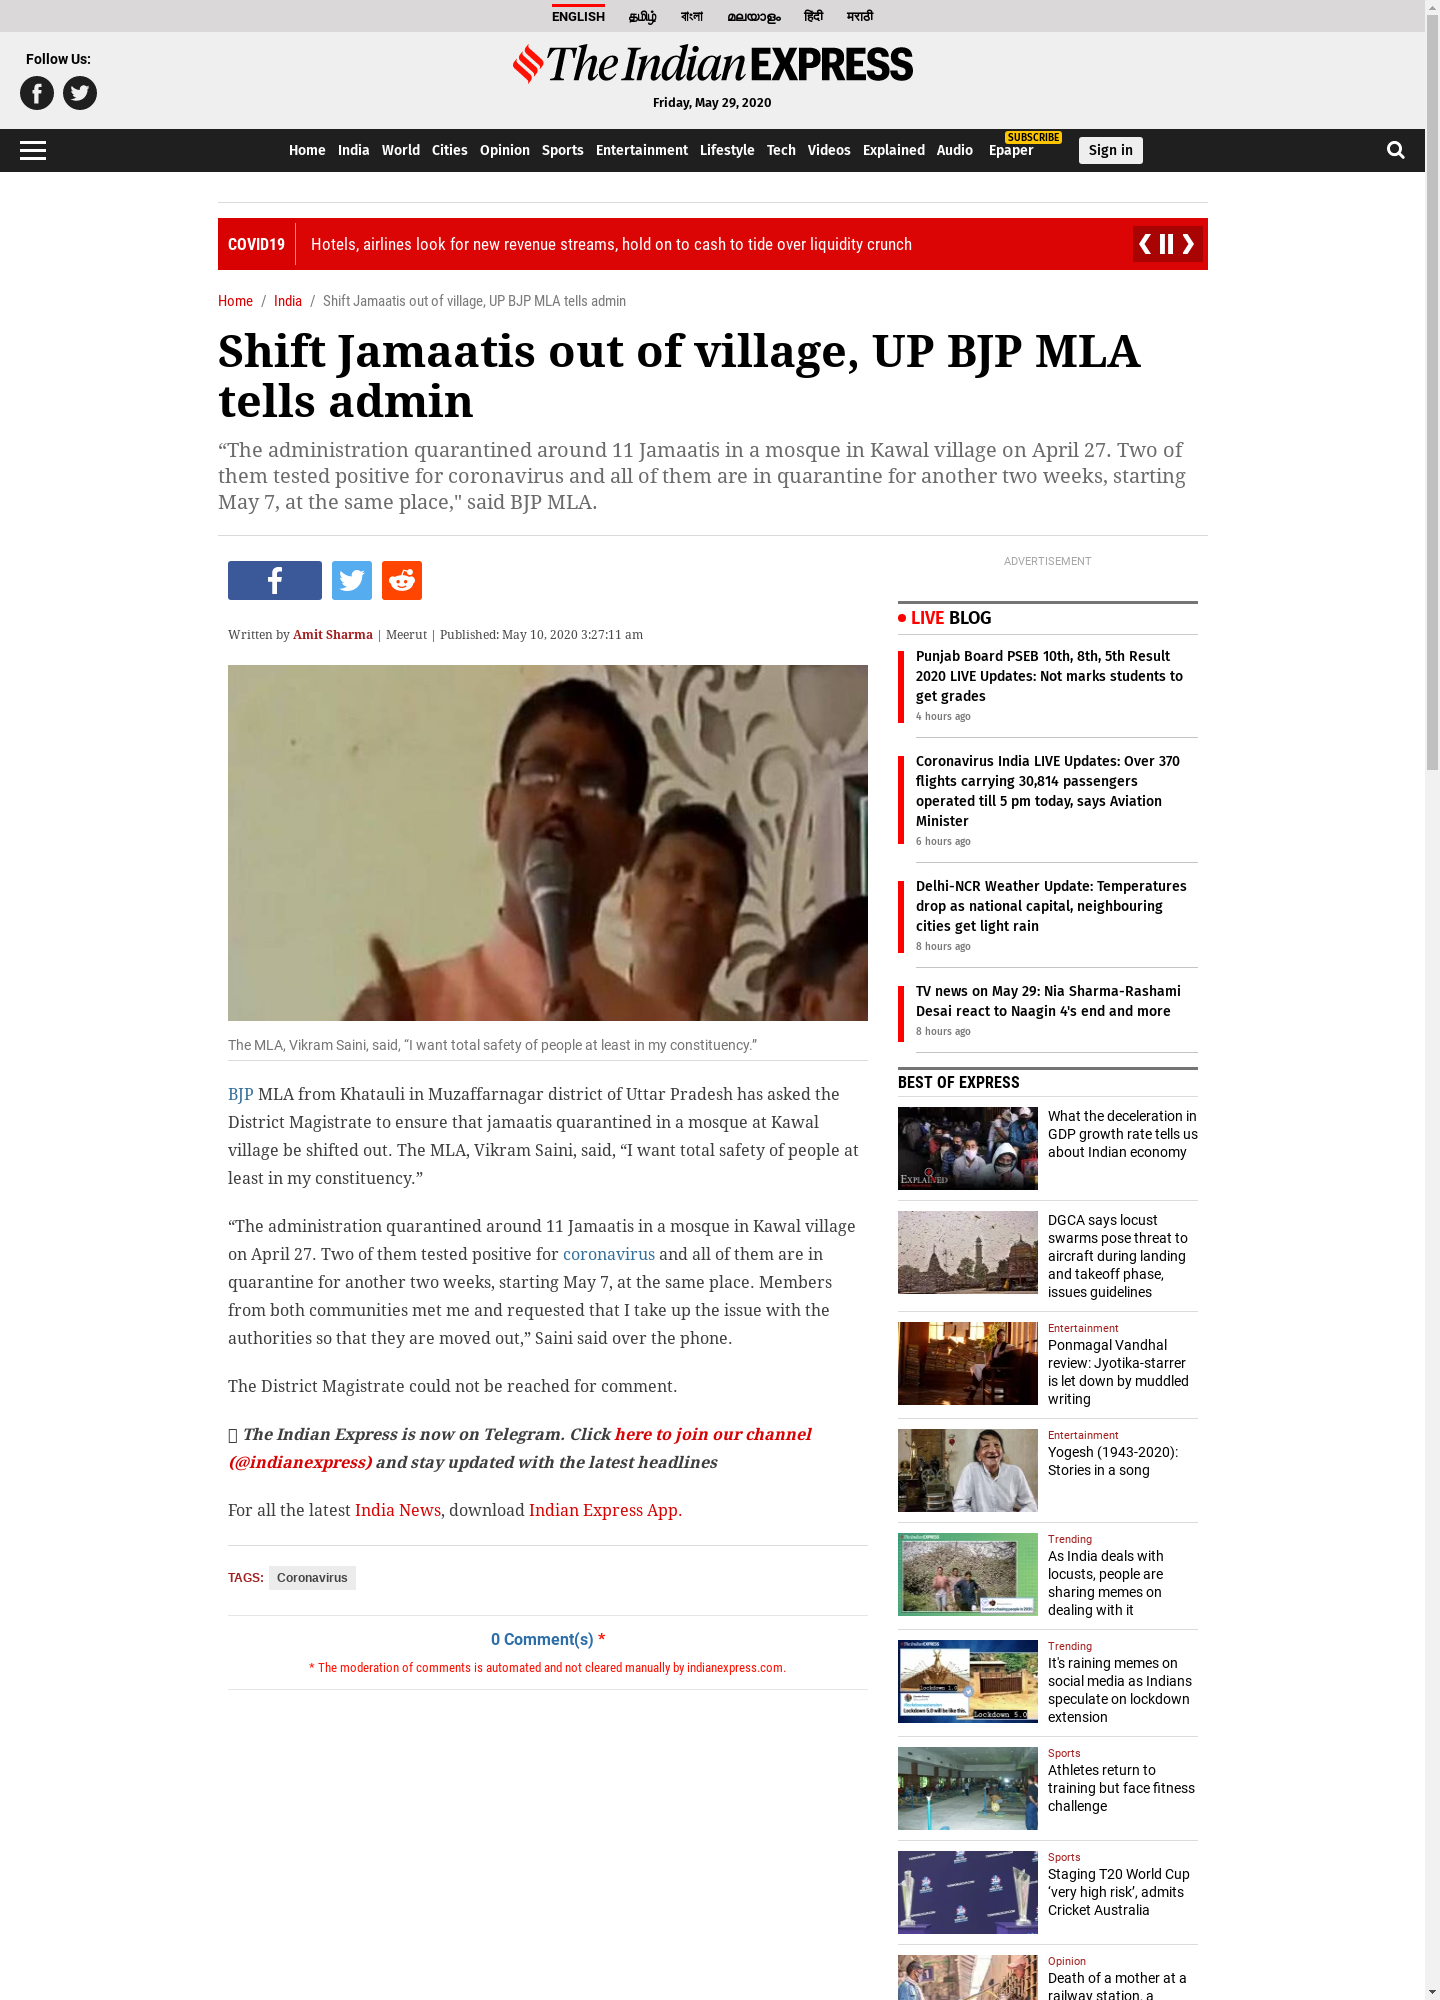 ENGLISH தமிழ் বাংলা മലയാളം हिंदी मराठी
Follow Us:
The Indian EXPRESS
Friday, May 29, 2020
Home India World Cities Opinion Sports Entertainment Lifestyle Tech Videos Explained Audio Epaper SUBSCRIBE Sign in
COVID19 Hotels, airlines look for new revenue streams, hold on to cash to tide over liquidity crunch
Home / India / Shift Jamaatis out of village, UP BJP MLA tells admin
Shift Jamaatis out of village, UP BJP MLA
tells admin
“The administration quarantined around 11 Jamaatis in a mosque in Kawal village on April 27. Two of
them tested positive for coronavirus and all of them are in quarantine for another two weeks, starting
May 7, at the same place," said BJP MLA.
Written by Amit Sharma | Meerut | Published: May 10, 2020 3:27:11 am
The MLA, Vikram Saini, said, “I want total safety of people at least in my constituency.”
BJP MLA from Khatauli in Muzaffarnagar district of Uttar Pradesh has asked the
District Magistrate to ensure that jamaatis quarantined in a mosque at Kawal
village be shifted out. The MLA, Vikram Saini, said, “I want total safety of people at
least in my constituency.”
“The administration quarantined around 11 Jamaatis in a mosque in Kawal village
on April 27. Two of them tested positive for coronavirus and all of them are in
quarantine for another two weeks, starting May 7, at the same place. Members
from both communities met me and requested that I take up the issue with the
authorities so that they are moved out,” Saini said over the phone.
The District Magistrate could not be reached for comment.
The Indian Express is now on Telegram. Click here to join our channel
(@indianexpress) and stay updated with the latest headlines
For all the latest India News, download Indian Express App.
TAGS: Coronavirus
0 Comment(s) *
* The moderation of comments is automated and not cleared manually by indianexpress.com.
ADVERTISEMENT
LIVE BLOG
Punjab Board PSEB 10th, 8th, 5th Result
2020 LIVE Updates: Not marks students to
get grades
4 hours ago
Coronavirus India LIVE Updates: Over 370
flights carrying 30,814 passengers
operated till 5 pm today, says Aviation
Minister
6 hours ago
Delhi-NCR Weather Update: Temperatures
drop as national capital, neighbouring
cities get light rain
8 hours ago
TV news on May 29: Nia Sharma-Rashami
Desai react to Naagin 4's end and more
8 hours ago
BEST OF EXPRESS
EXPLAINED
What the deceleration in
GDP growth rate tells us
about Indian economy
DGCA says locust
swarms pose threat to
aircraft during landing
and takeoff phase,
issues guidelines
Entertainment
Ponmagal Vandhal
review: Jyotika-starrer
is let down by muddled
writing
Entertainment
Yogesh (1943-2020):
Stories in a song
Trending
As India deals with
locusts, people are
sharing memes on
dealing with it
Trending
It's raining memes on
social media as Indians
speculate on lockdown
extension
Lockdown 1.0
Lockdown 5.0 will be like this.
Lockdown 5.0
Sports
Athletes return to
training but face fitness
challenge
Sports
Staging T20 World Cup
‘very high risk’, admits
Cricket Australia
Opinion
Death of a mother at a
railway station, a